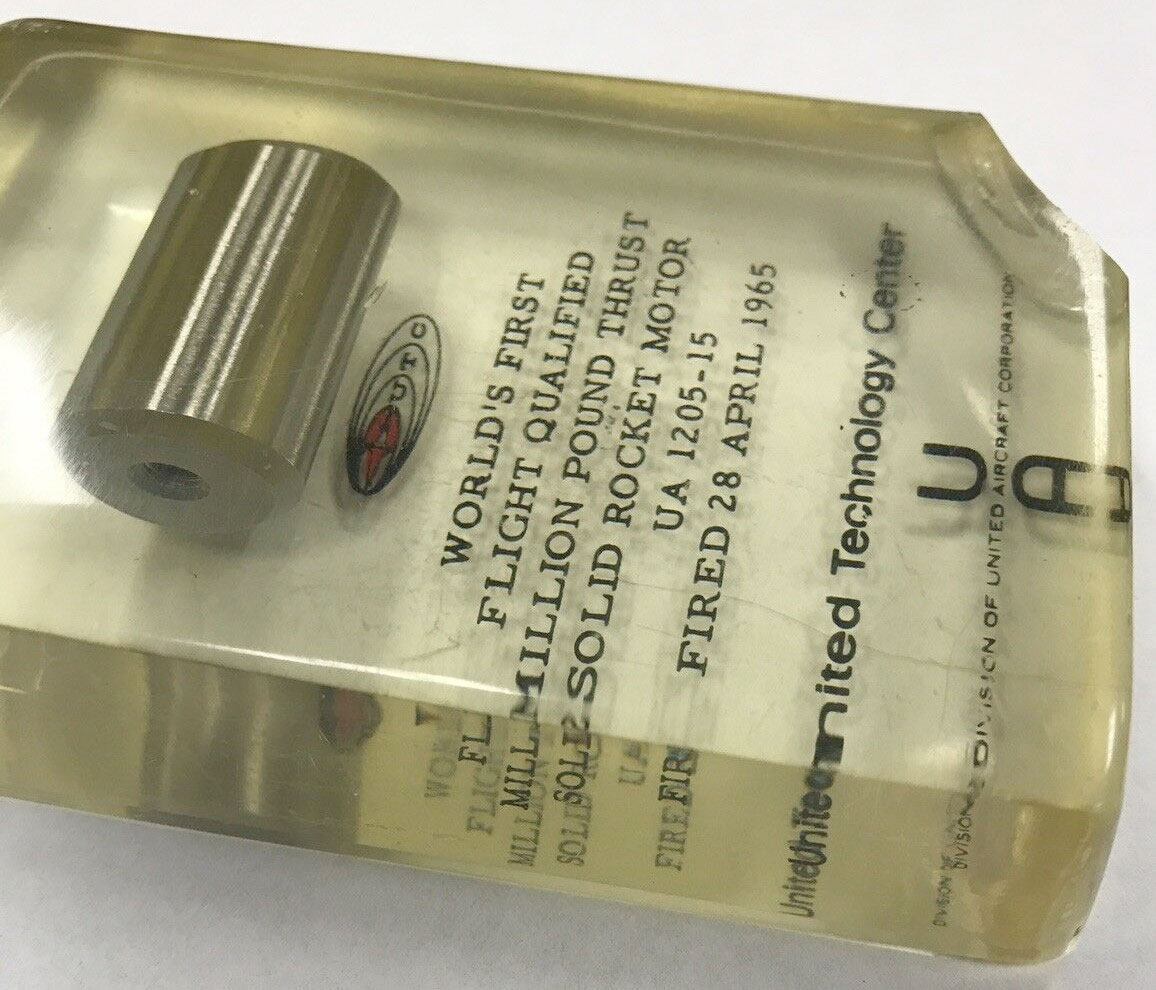 UTC
WORLD'S FIRST
FLIGHT QUALIFIED
MILLION POUND THRUST
SOLID ROCKET MOTOR
UA 1205-15
FIRED 28 APRIL 1965
United Technology Center
DIVISION OF UNITED AIRCRAFT CORPORATION
U
A